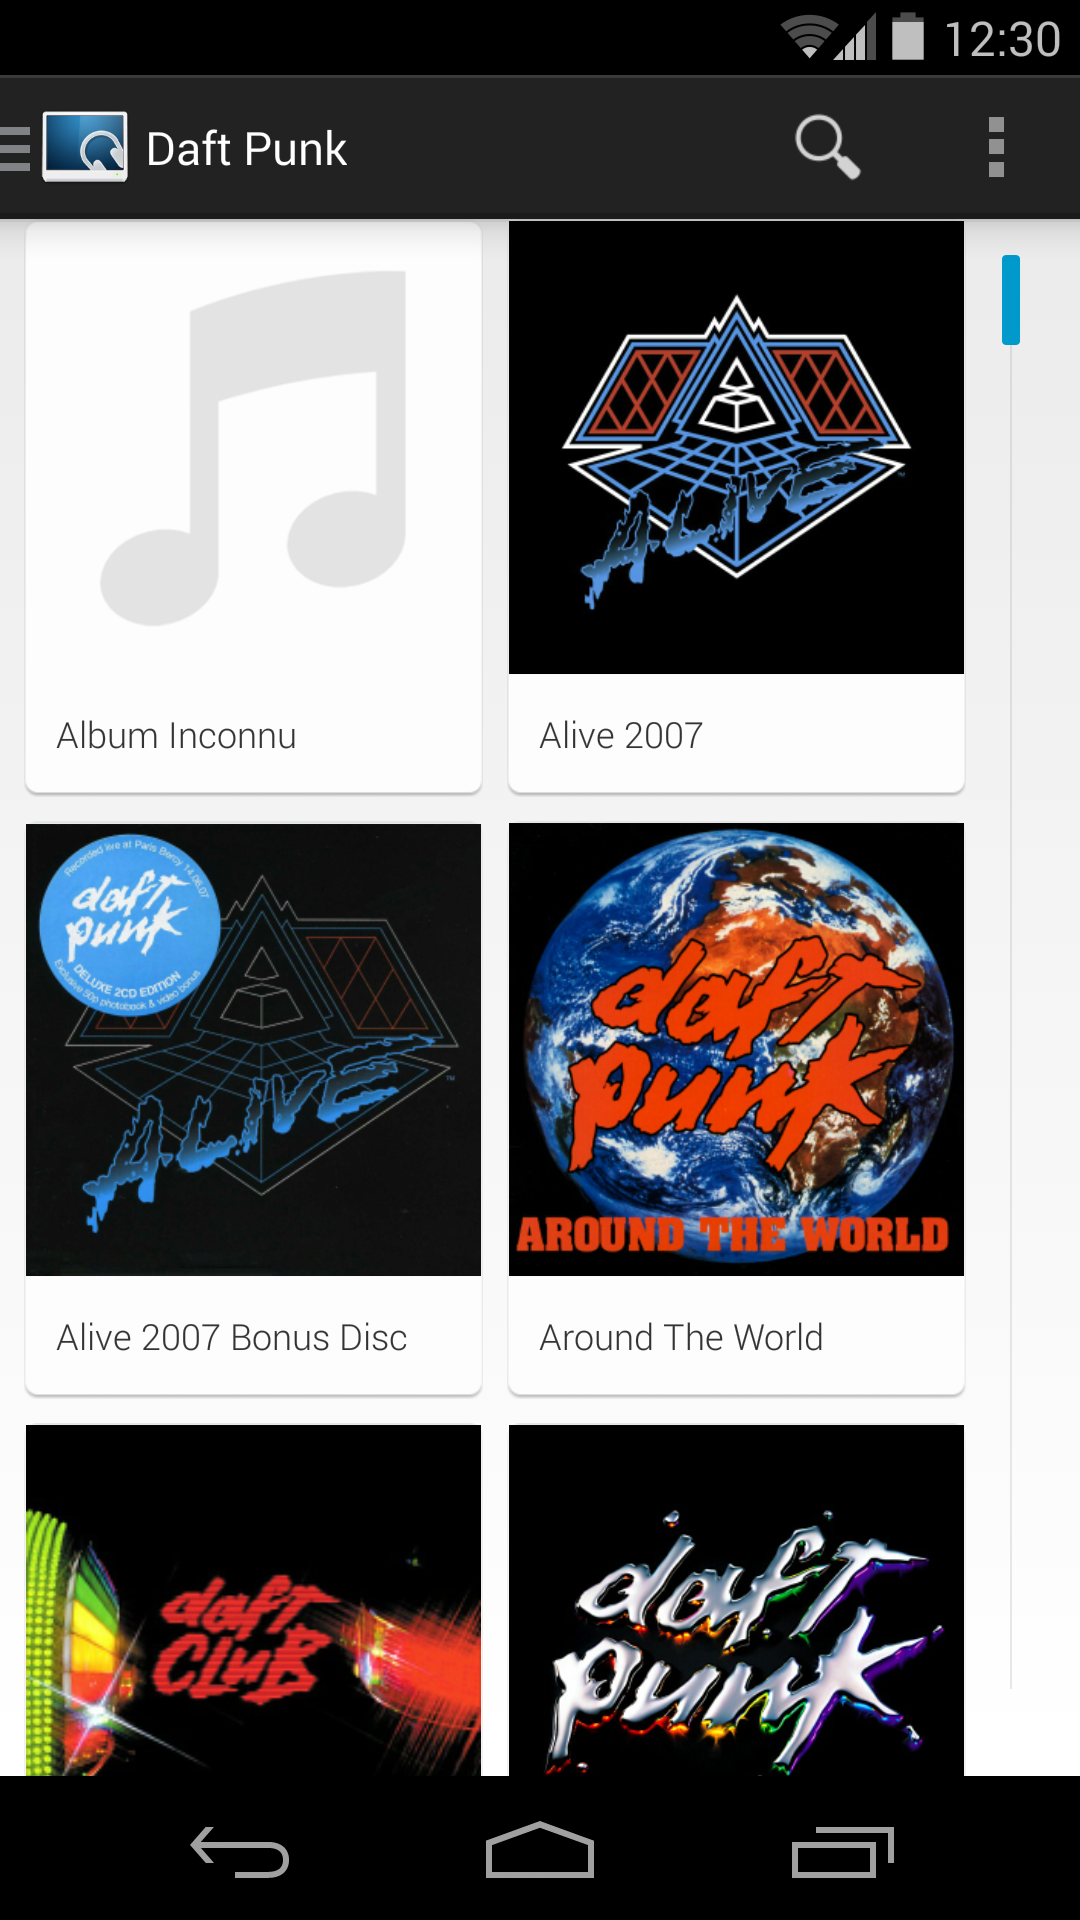 12:30
Daft Punk
ALIVE
Album Inconnu
Alive 2007
Recorded live at Paris Bercy 14.06.07
daft
punk
DELUXE 2CD EDITION
Exclusive 50p photobook & video bonus
ALIVE
TM
daft
punk
AROUND THE WORLD
Alive 2007 Bonus Disc
Around The World
daft
CLUB
daft
punk